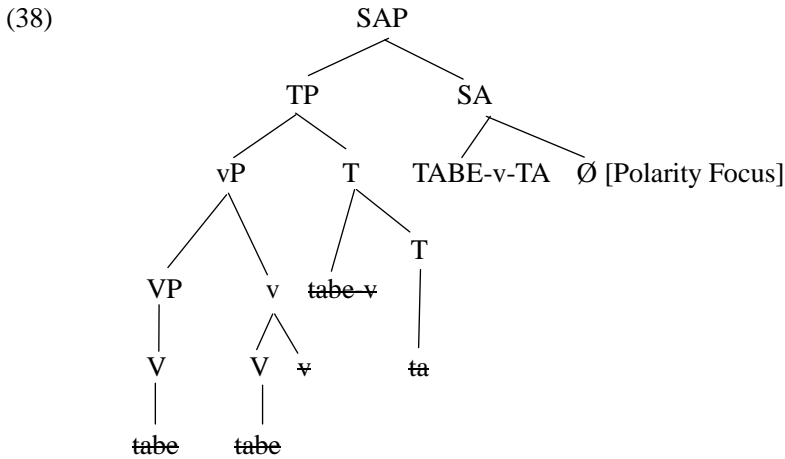 (38) SAP
TP SA
vP T TABE-v-TA Ø [Polarity Focus]
T
VP v tabe-v
V V v ta
tabe tabe